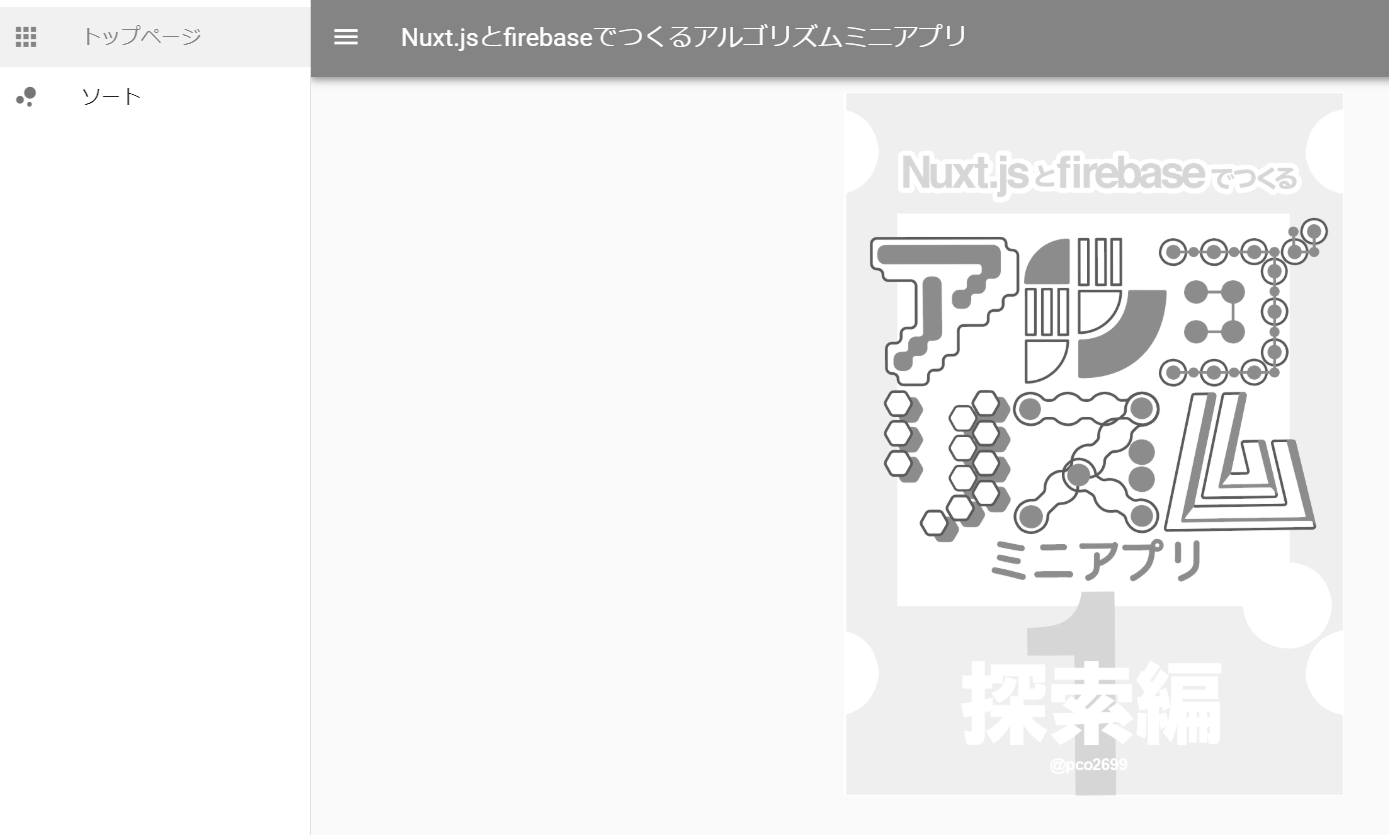 トップページ
ソート
Nuxt.jsとfirebaseでつくるアルゴリズムミニアプリ
Nuxt.jsとfirebaseでつくる
アルゴ
リズム
ミニアプリ
1
探索編
@pco2699